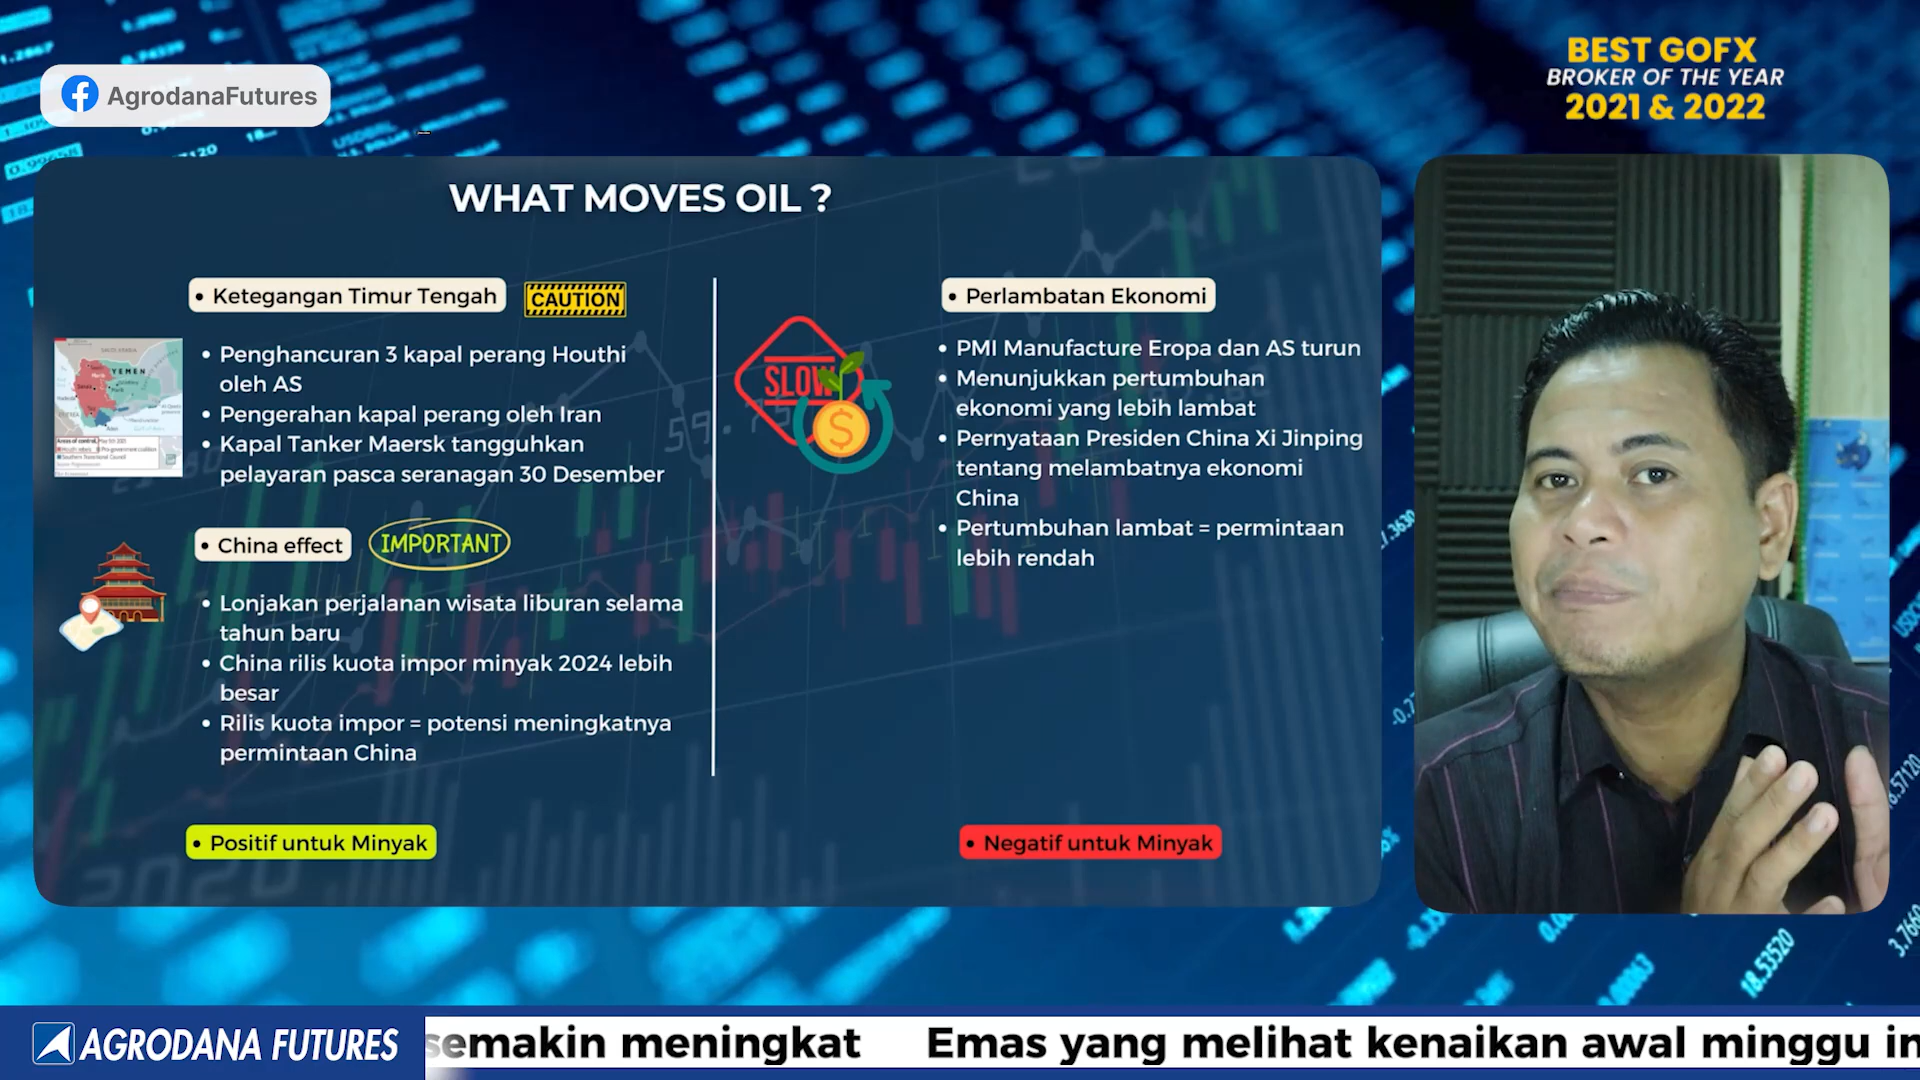 AgrodanaFutures
BEST GOFX
BROKER OF THE YEAR
2021 & 2022
WHAT MOVES OIL ?
• Ketegangan Timur Tengah
CAUTION
• Penghancuran 3 kapal perang Houthi
oleh AS
• Pengerahan kapal perang oleh Iran
• Kapal Tanker Maersk tangguhkan
pelayaran pasca seranagan 30 Desember
YEMEN
• China effect
IMPORTANT
• Lonjakan perjalanan wisata liburan selama
tahun baru
• China rilis kuota impor minyak 2024 lebih
besar
• Rilis kuota impor = potensi meningkatnya
permintaan China
• Positif untuk Minyak
• Perlambatan Ekonomi
SLOW
• PMI Manufacture Eropa dan AS turun
• Menunjukkan pertumbuhan
ekonomi yang lebih lambat
• Pernyataan Presiden China Xi Jinping
tentang melambatnya ekonomi
China
• Pertumbuhan lambat = permintaan
lebih rendah
• Negatif untuk Minyak
2020
18.53520
AGRODANA FUTURES
semakin meningkat Emas yang melihat kenaikan awal minggu in